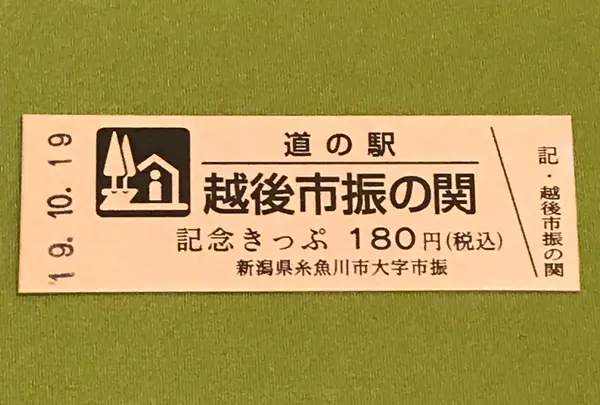 19.10.19
道の駅
越後市振の関
記念きっぷ 180円(税込)
新潟県糸魚川市大字市振
記・越後市振の関